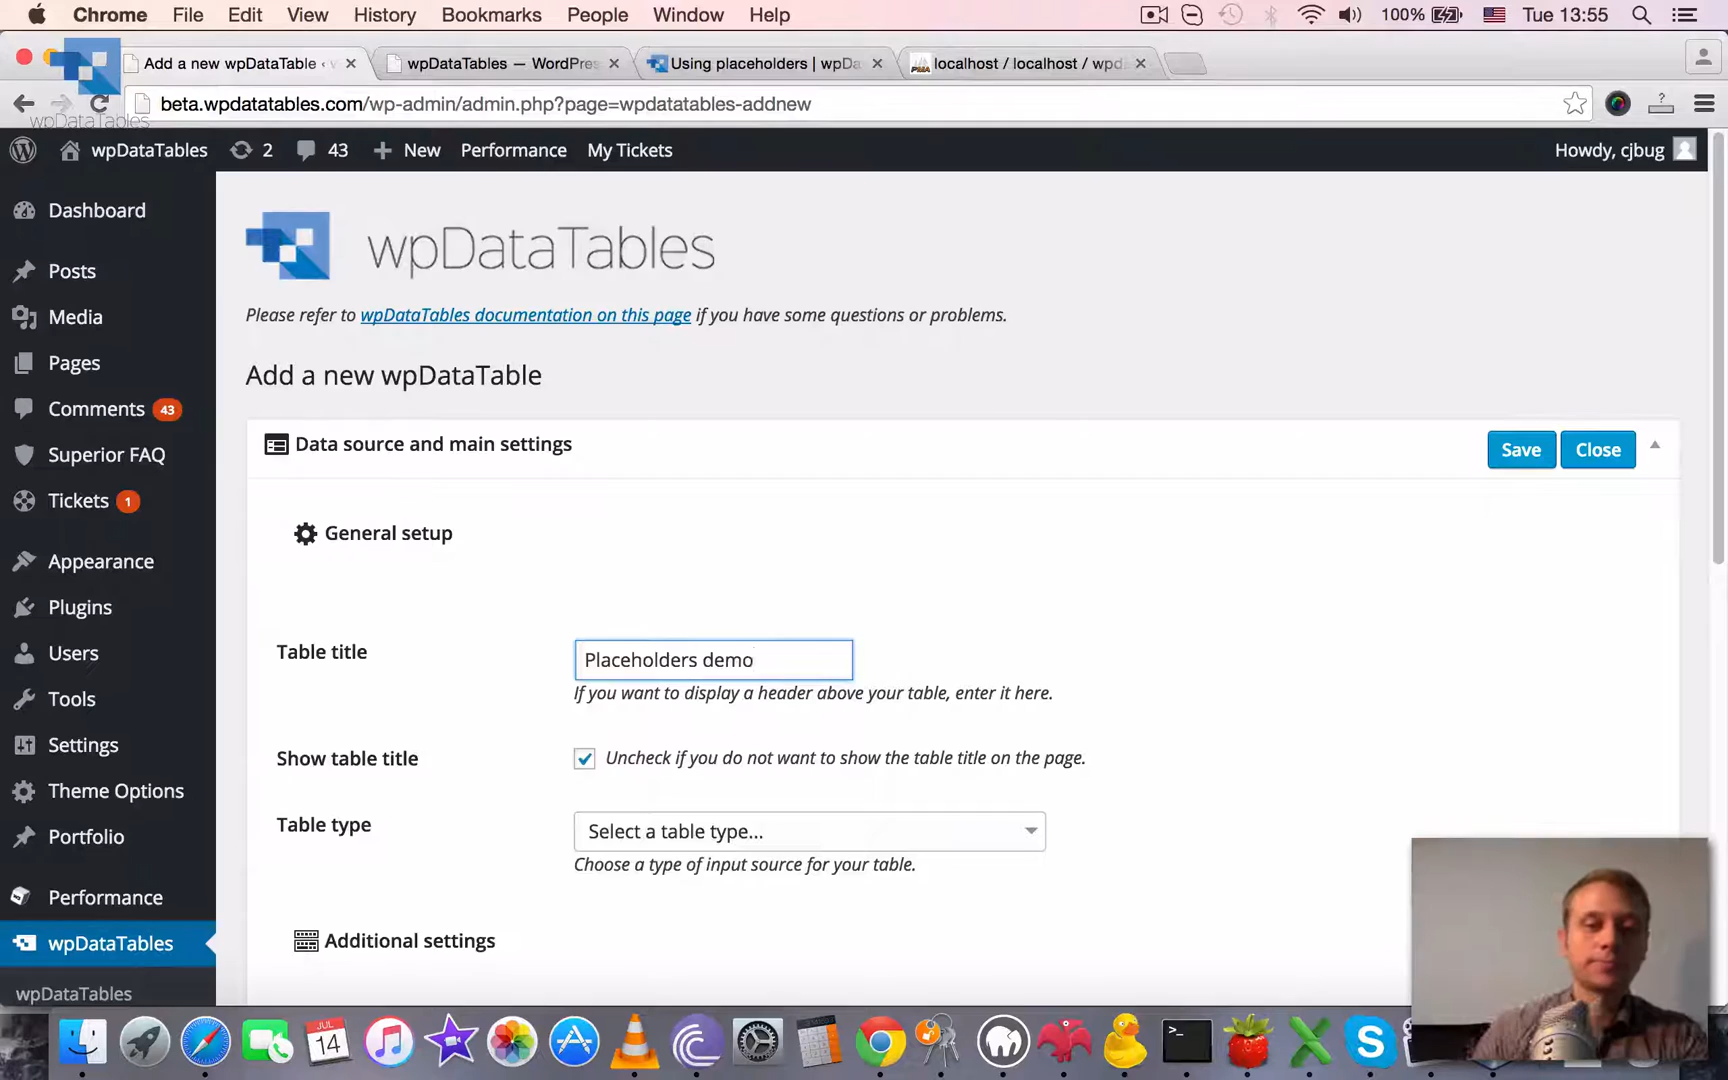 Chrome File Edit View History Bookmarks People Window Help 100% Tue 13:55
Add a new wpDataTable ‹ wpDataTables — WordPres Using placeholders | wpDa localhost / localhost / wpd
beta.wpdatatables.com/wp-admin/admin.php?page=wpdatatables-addnew
wpDataTables
wpDataTables 2 43 New Performance My Tickets Howdy, cjbug
Dashboard
Posts
Media
Pages
Comments 43
Superior FAQ
Tickets 1
Appearance
Plugins
Users
Tools
Settings
Theme Options
Portfolio
Performance
wpDataTables
wpDataTables
wpDataTables
Please refer to wpDataTables documentation on this page if you have some questions or problems.
Add a new wpDataTable
Data source and main settings
Save Close
General setup
Table title
Placeholders demo
If you want to display a header above your table, enter it here.
Show table title
Uncheck if you do not want to show the table title on the page.
Table type
Select a table type...
Choose a type of input source for your table.
Additional settings
JUL
14